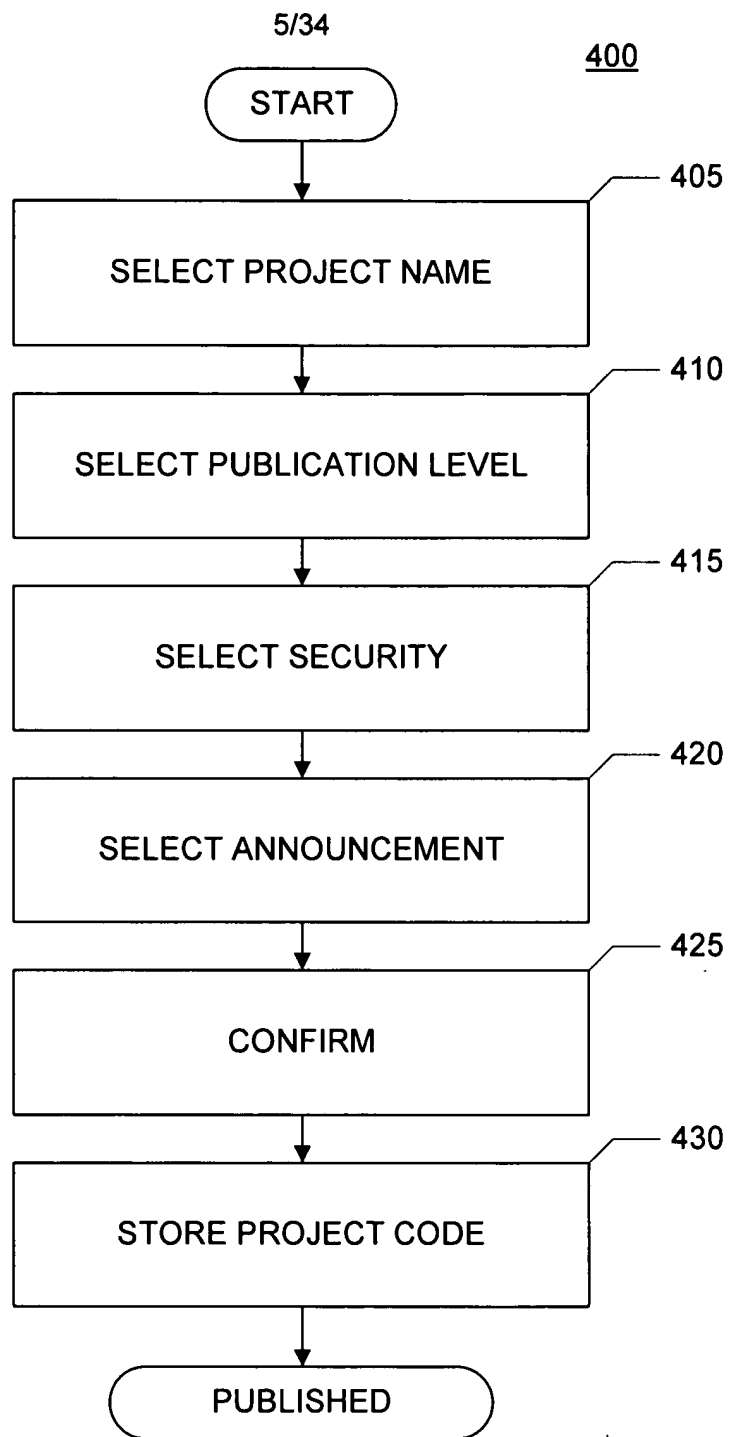 5/34
400
START
405
SELECT PROJECT NAME
410
SELECT PUBLICATION LEVEL
415
SELECT SECURITY
420
SELECT ANNOUNCEMENT
425
CONFIRM
430
STORE PROJECT CODE
PUBLISHED